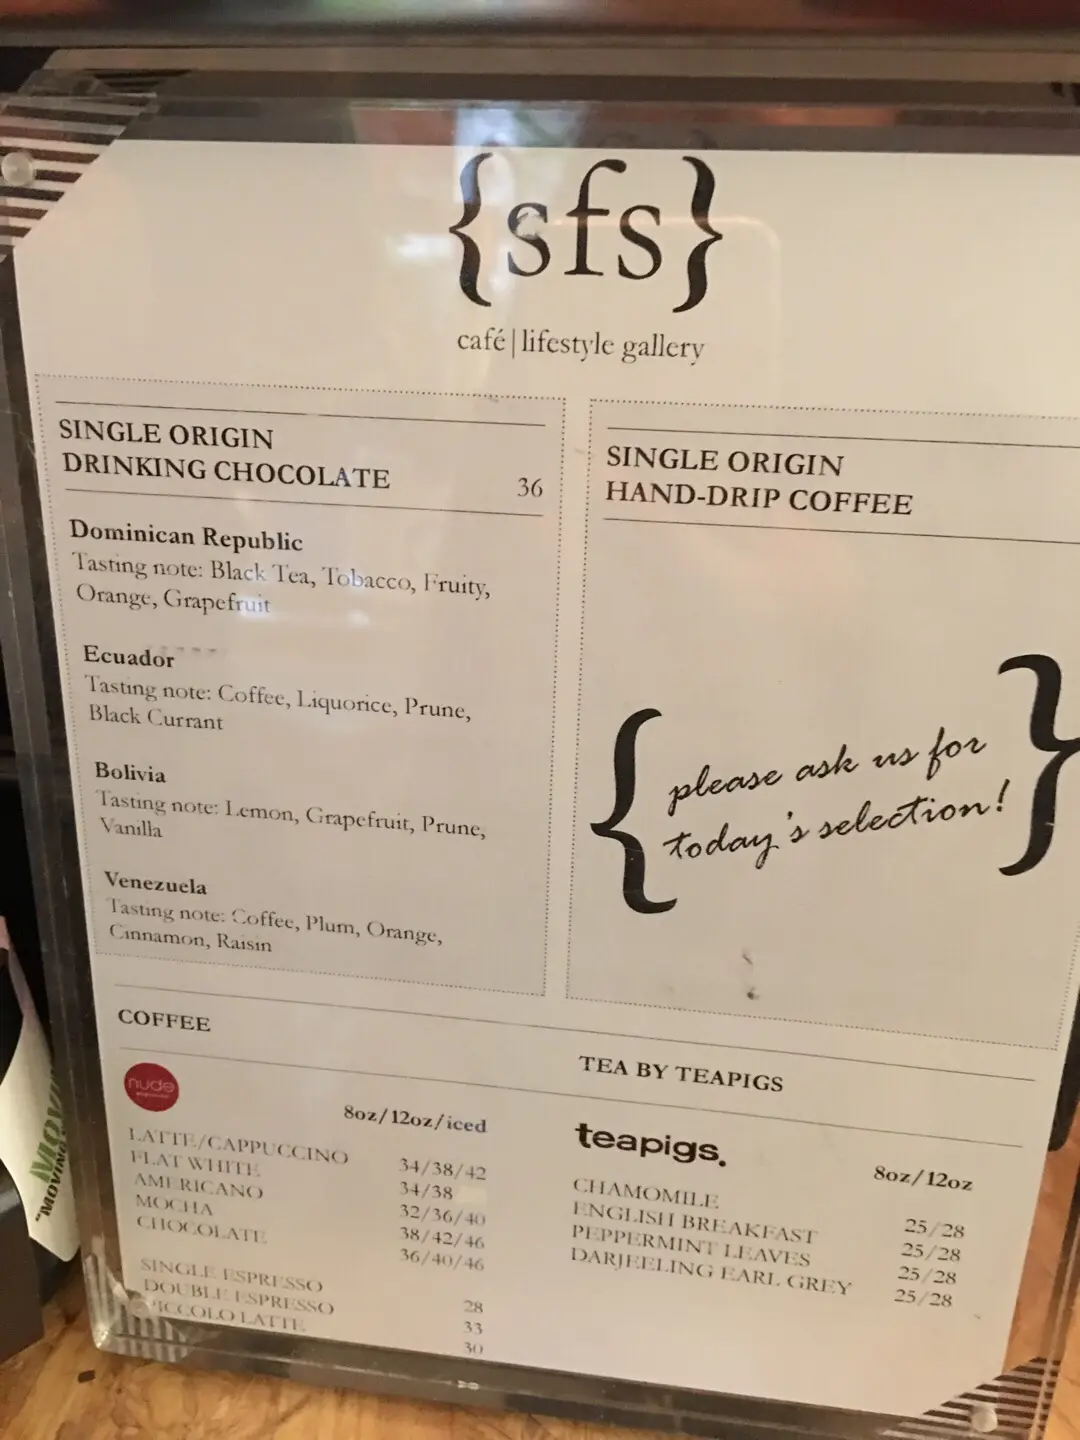 {sfs}
café|lifestyle gallery
SINGLE ORIGIN
DRINKING CHOCOLATE 36
Dominican Republic
Tasting note: Black Tea, Tobacco, Fruity,
Orange, Grapefruit
Ecuador
Tasting note: Coffee, Liquorice, Prune,
Black Currant
Bolivia
Tasting note: Lemon, Grapefruit, Prune,
Vanilla
Venezuela
Tasting note: Coffee, Plum, Orange,
Cinnamon, Raisin
SINGLE ORIGIN
HAND-DRIP COFFEE
{please ask us for
today's selection!}
COFFEE
nude
8oz/12oz/iced
LATTE/CAPPUCCINO 34/38/42
FLAT WHITE 34/38
AMERICANO 32/36/40
MOCHA 38/42/46
CHOCOLATE 36/40/46
SINGLE ESPRESSO 28
DOUBLE ESPRESSO 33
PICCOLO LATTE 30
TEA BY TEAPIGS
teapigs.
8oz/12oz
CHAMOMILE 25/28
ENGLISH BREAKFAST 25/28
PEPPERMINT LEAVES 25/28
DARJEELING EARL GREY 25/28